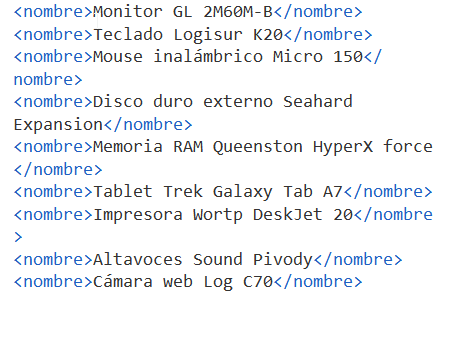 <nombre>Monitor GL 2M60M-B</nombre>
<nombre>Teclado Logisur K20</nombre>
<nombre>Mouse inalámbrico Micro 150</
nombre>
<nombre>Disco duro externo Seahard
Expansion</nombre>
<nombre>Memoria RAM Queenston HyperX force
</nombre>
<nombre>Tablet Trek Galaxy Tab A7</nombre>
<nombre>Impresora Wortp DeskJet 20</nombre
>
<nombre>Altavoces Sound Pivody</nombre>
<nombre>Cámara web Log C70</nombre>